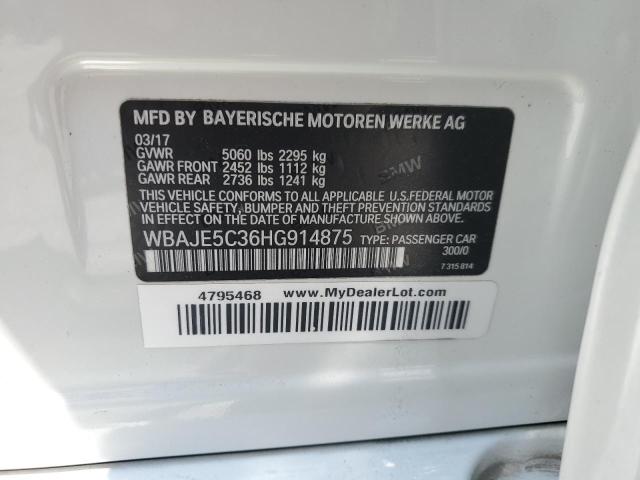 MFD BY BAYERISCHE MOTOREN WERKE AG
03/17
GVWR 5060 lbs 2295 kg
GAWR FRONT 2452 lbs 1112 kg
GAWR REAR 2736 lbs 1241 kg
THIS VEHICLE CONFORMS TO ALL APPLICABLE U.S.FEDERAL MOTOR
VEHICLE SAFETY, BUMPER AND THEFT PREVENTION STANDARDS
IN EFFECT ON THE DATE OF MANUFACTURE SHOWN ABOVE.
WBAJE5C36HG914875 TYPE: PASSENGER CAR
300/0
7 315 814
4795468 www.MyDealerLot.com